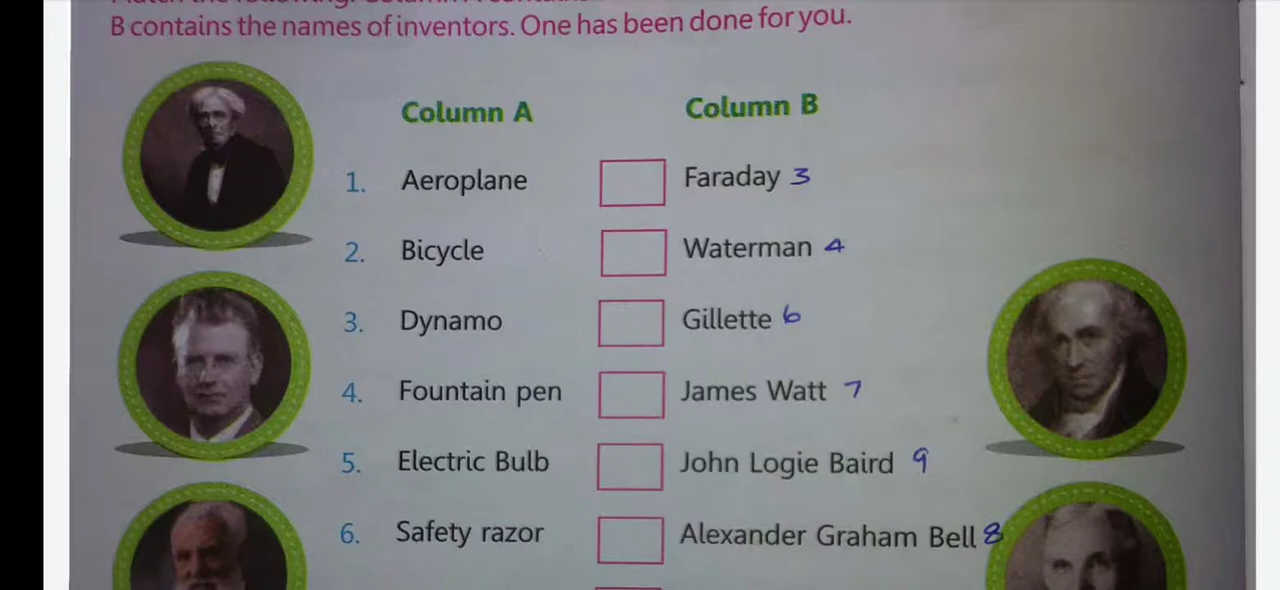 B contains the names of inventors. One has been done for you.
Column A Column B
1. Aeroplane Faraday 3
2. Bicycle Waterman 4
3. Dynamo Gillette 6
4. Fountain pen James Watt 7
5. Electric Bulb John Logie Baird 9
6. Safety razor Alexander Graham Bell 8